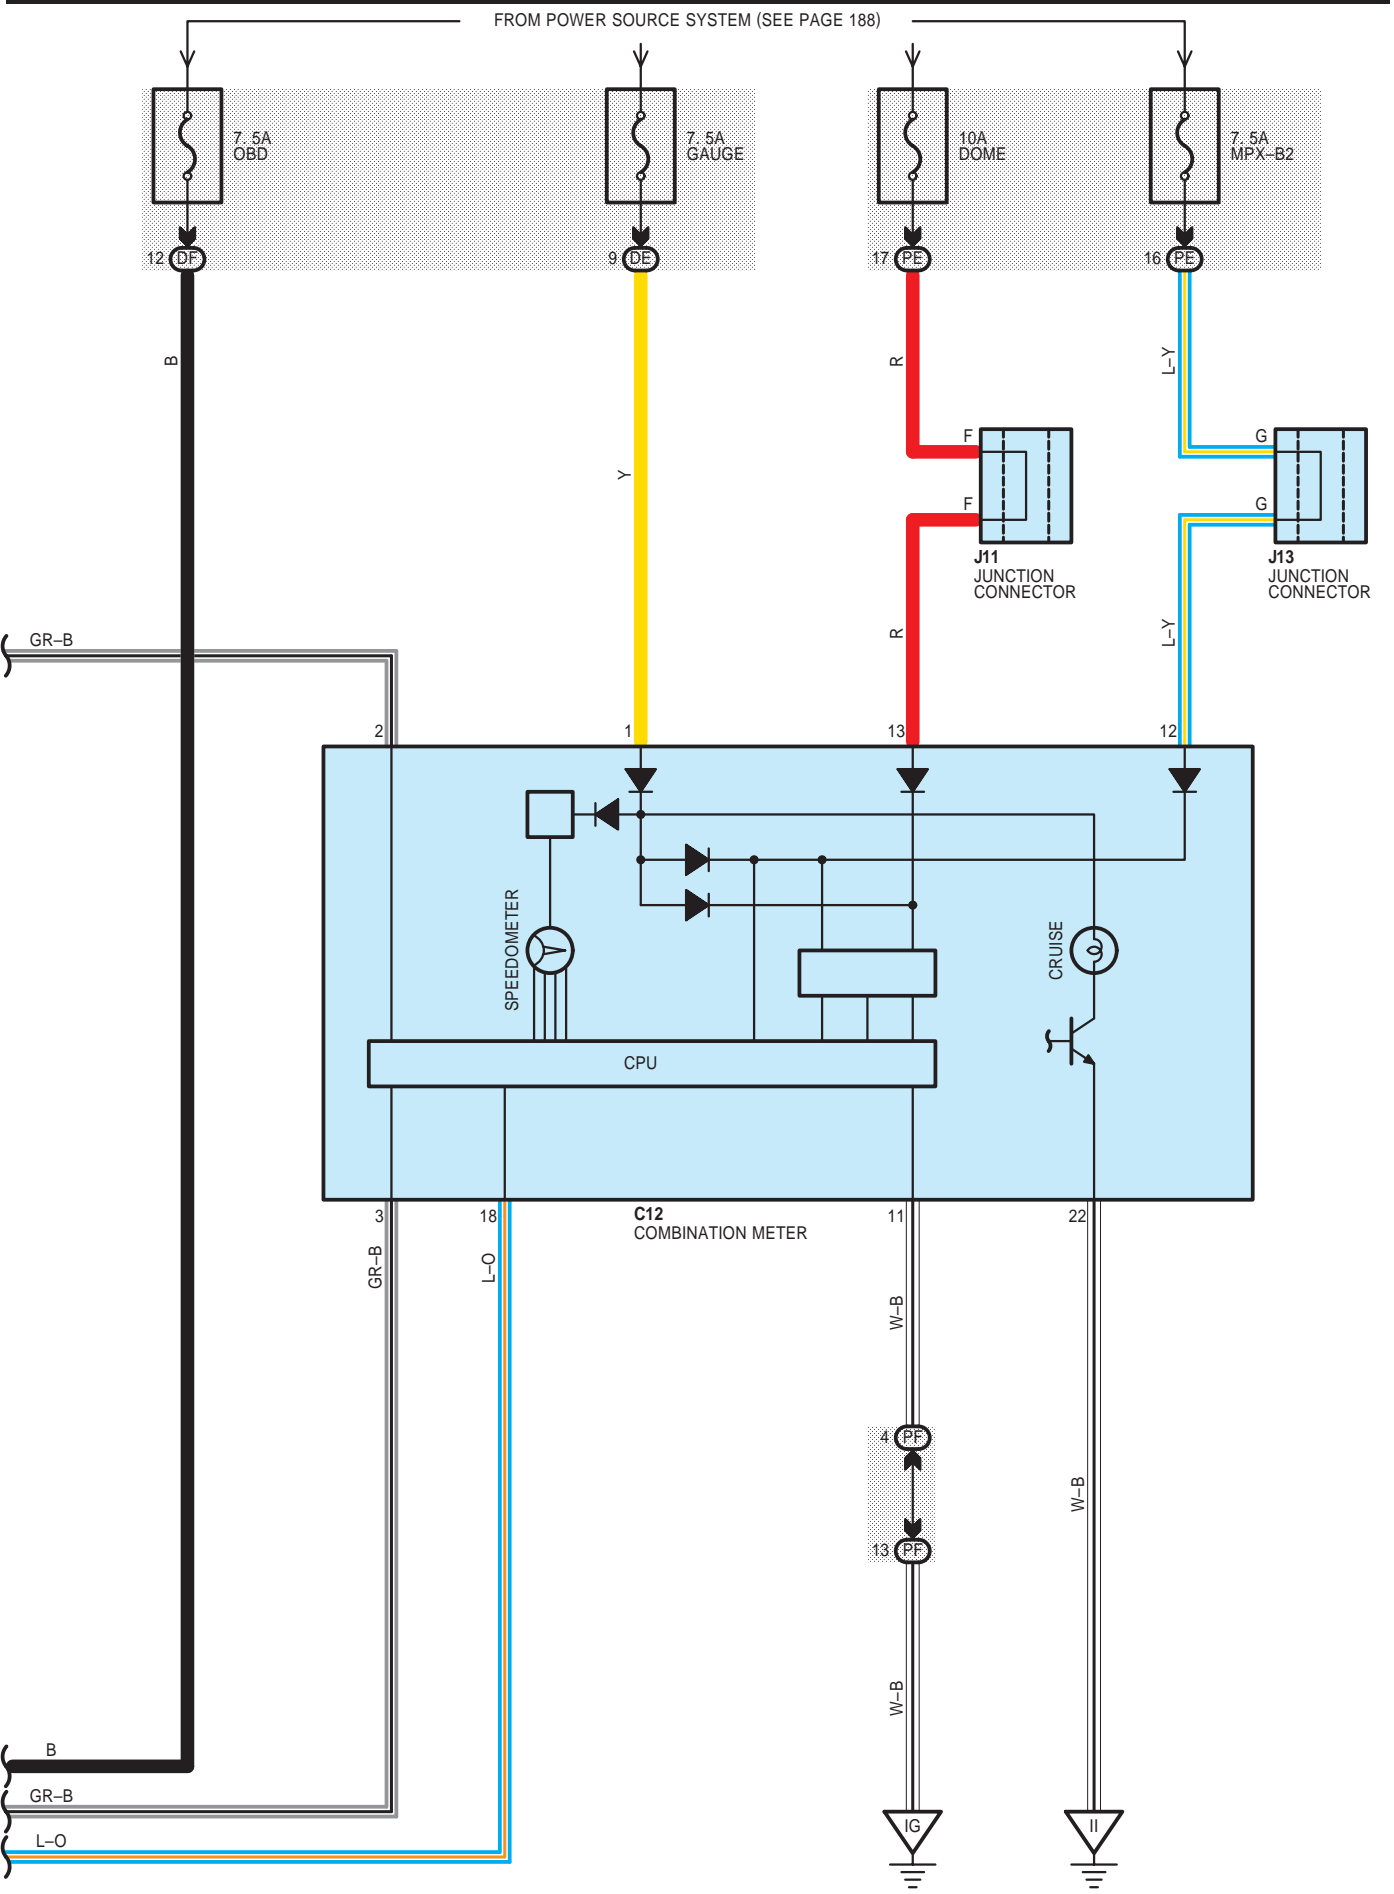 FROM POWER SOURCE SYSTEM (SEE PAGE 188)
7. 5A
OBD
7. 5A
GAUGE
10A
DOME
7. 5A
MPX–B2
12 DF
9 DE
17 PE
16 PE
B
Y
R
L–Y
F
F
G
G
J11
JUNCTION
CONNECTOR
J13
JUNCTION
CONNECTOR
R
L–Y
GR–B
2
1
13
12
SPEEDOMETER
CRUISE
CPU
3
18
C12
COMBINATION METER
11
22
GR–B
L–O
W–B
4 PF
W–B
13 PF
W–B
B
GR–B
L–O
IG
II